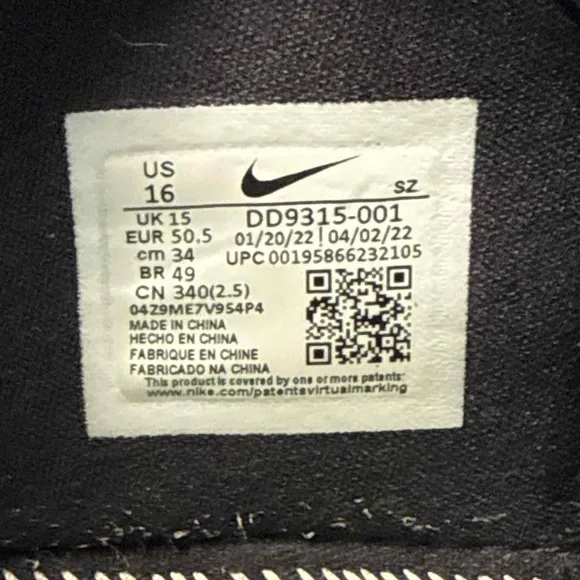 US
16
SZ
UK 15
DD9315-001
EUR 50.5
01/20/22 | 04/02/22
cm 34
UPC 00195866232105
BR 49
CN 340(2.5)
04Z9ME7V954P4
MADE IN CHINA
HECHO EN CHINA
FABRIQUE EN CHINE
FABRICADO NA CHINA
This product is covered by one or more patents:
www.nike.com/patentsvirtualmarking